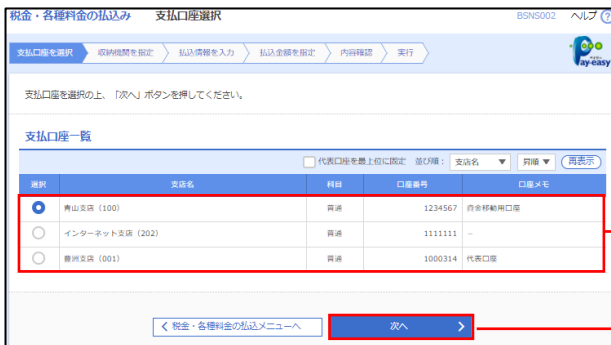 税金・各種料金の払込み 支払口座選択 BSNS002 ヘルプ ?
支払口座を選択 収納機関を指定 払込情報を入力 払込金額を指定 内容確認 実行 Pay-easy
支払口座を選択の上、「次へ」ボタンを押してください。
支払口座一覧
代表口座を最上位に固定 並び順： 支店名 ▼ 昇順 ▼ 再表示
選択 支店名 科目 口座番号 口座メモ
青山支店（100） 普通 1234567 資金移動用口座
インターネット支店（202） 普通 1111111 －
豊洲支店（001） 普通 1000314 代表口座
く 税金・各種料金の払込メニューへ 次へ >